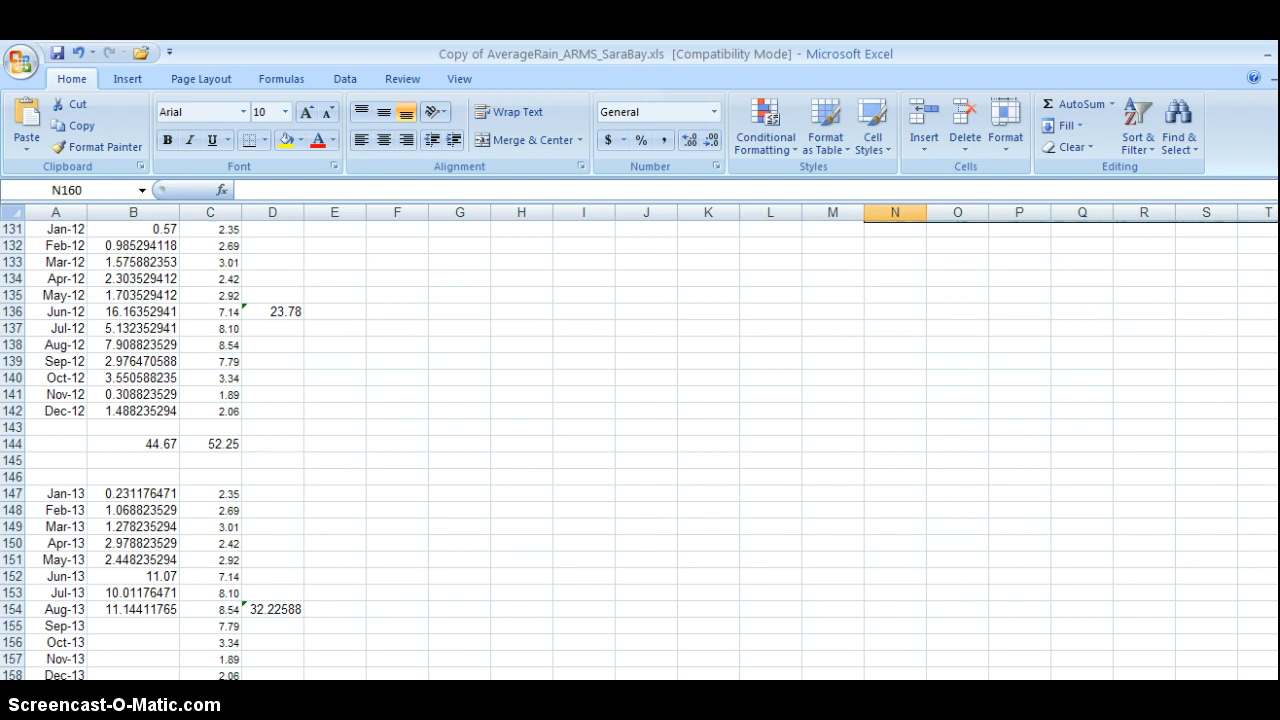 Copy of AverageRain_ARMS_SaraBay.xls [Compatibility Mode] - Microsoft Excel
Home Insert Page Layout Formulas Data Review View
Cut
Copy
Format Painter
Paste
Clipboard
Arial 10
B I U
Font
Wrap Text
Merge & Center
Alignment
General
$ % ,
Number
Conditional Formatting
Format as Table
Cell Styles
Styles
Insert Delete Format
Cells
AutoSum
Fill
Clear
Sort & Filter
Find & Select
Editing
N160 fx
A B C D E F G H I J K L M N O P Q R S T
131 Jan-12 0.57 2.35
132 Feb-12 0.985294118 2.69
133 Mar-12 1.575882353 3.01
134 Apr-12 2.303529412 2.42
135 May-12 1.703529412 2.92
136 Jun-12 16.16352941 7.14 23.78
137 Jul-12 5.132352941 8.10
138 Aug-12 7.908823529 8.54
139 Sep-12 2.976470588 7.79
140 Oct-12 3.550588235 3.34
141 Nov-12 0.308823529 1.89
142 Dec-12 1.488235294 2.06
143
144 44.67 52.25
145
146
147 Jan-13 0.231176471 2.35
148 Feb-13 1.068823529 2.69
149 Mar-13 1.278235294 3.01
150 Apr-13 2.978823529 2.42
151 May-13 2.448235294 2.92
152 Jun-13 11.07 7.14
153 Jul-13 10.01176471 8.10
154 Aug-13 11.14411765 8.54 32.22588
155 Sep-13 7.79
156 Oct-13 3.34
157 Nov-13 1.89
158 Dec-13 2.06
Screencast-O-Matic.com